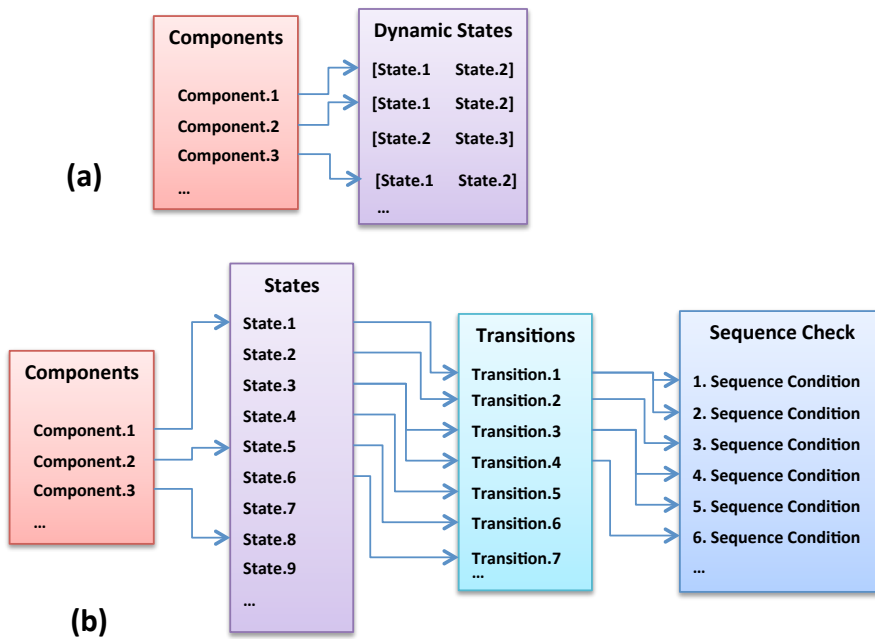 Components
Component.1
Component.2
Component.3
...
Dynamic States
[State.1 State.2]
[State.1 State.2]
[State.2 State.3]
[State.1 State.2]
...
(a)
Components
Component.1
Component.2
Component.3
...
States
State.1
State.2
State.3
State.4
State.5
State.6
State.7
State.8
State.9
...
Transitions
Transition.1
Transition.2
Transition.3
Transition.4
Transition.5
Transition.6
Transition.7
...
Sequence Check
1. Sequence Condition
2. Sequence Condition
3. Sequence Condition
4. Sequence Condition
5. Sequence Condition
6. Sequence Condition
...
(b)